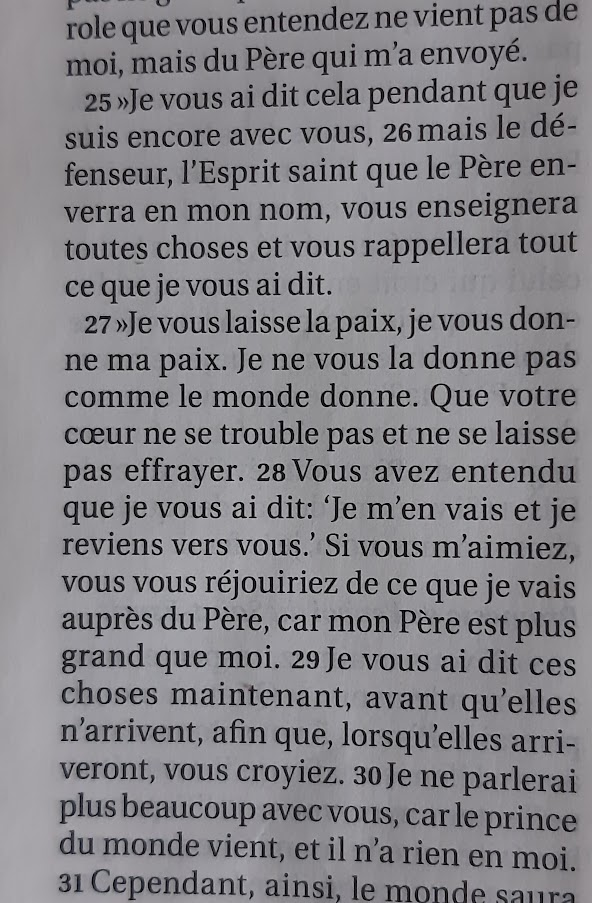 role que vous entendez ne vient pas de
moi, mais du Père qui m'a envoyé.
25 »Je vous ai dit cela pendant que je
suis encore avec vous, 26 mais le dé-
fenseur, l'Esprit saint que le Père en-
verra en mon nom, vous enseignera
toutes choses et vous rappellera tout
ce que je vous ai dit.
27 »Je vous laisse la paix, je vous don-
ne ma paix. Je ne vous la donne pas
comme le monde donne. Que votre
cœur ne se trouble pas et ne se laisse
pas effrayer. 28 Vous avez entendu
que je vous ai dit: ‘Je m'en vais et je
reviens vers vous.’ Si vous m'aimiez,
vous vous réjouiriez de ce que je vais
auprès du Père, car mon Père est plus
grand que moi. 29 Je vous ai dit ces
choses maintenant, avant qu'elles
n'arrivent, afin que, lorsqu'elles arri-
veront, vous croyiez. 30 Je ne parlerai
plus beaucoup avec vous, car le prince
du monde vient, et il n'a rien en moi.
31 Cependant, ainsi, le monde saura